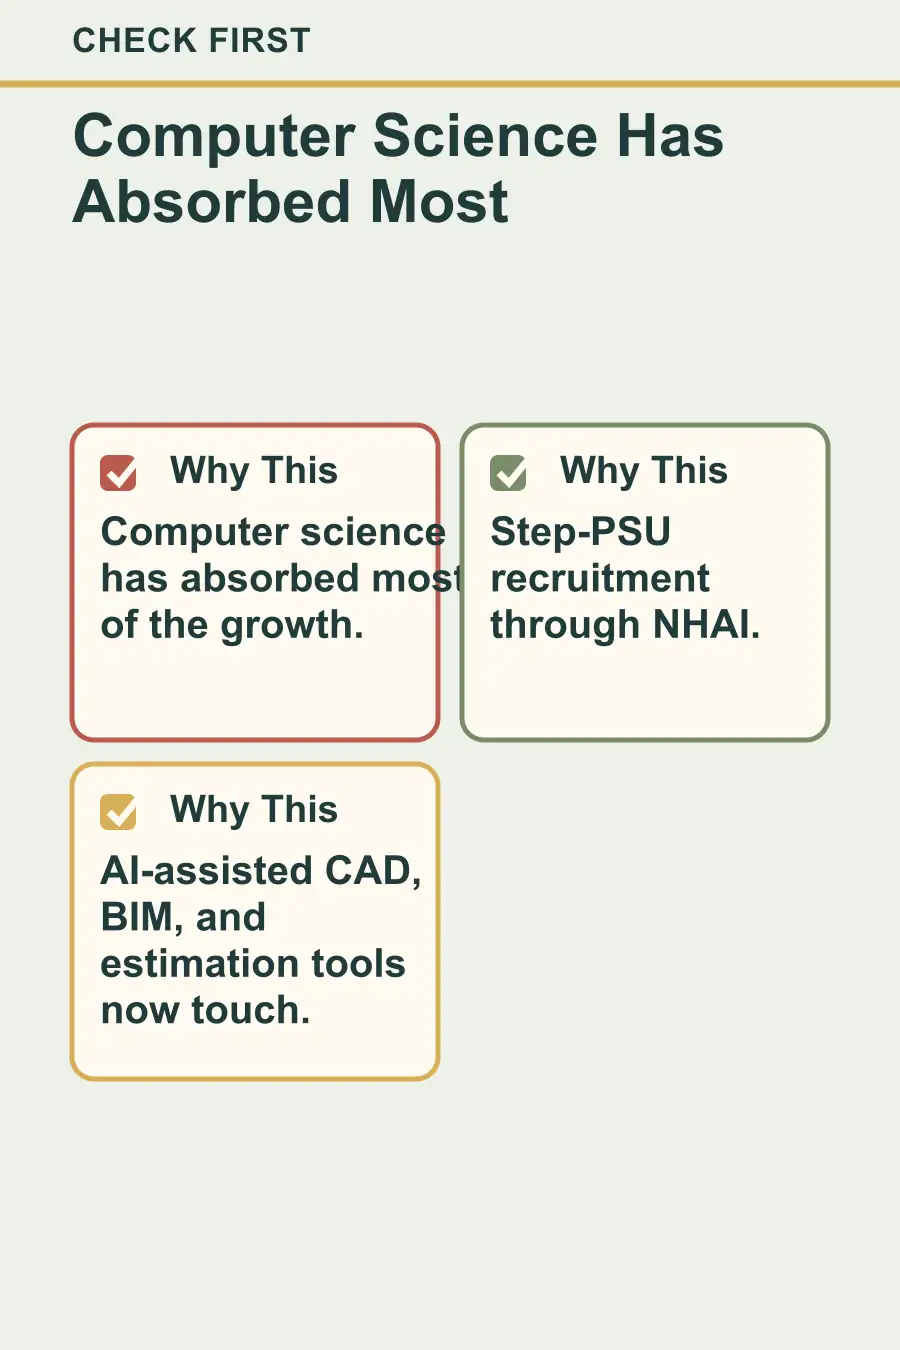 CHECK FIRST
Computer Science Has
Absorbed Most
Why This
Computer science
has absorbed most
of the growth.
Why This
Step-PSU
recruitment
through NHAI.
Why This
AI-assisted CAD,
BIM, and
estimation tools
now touch.